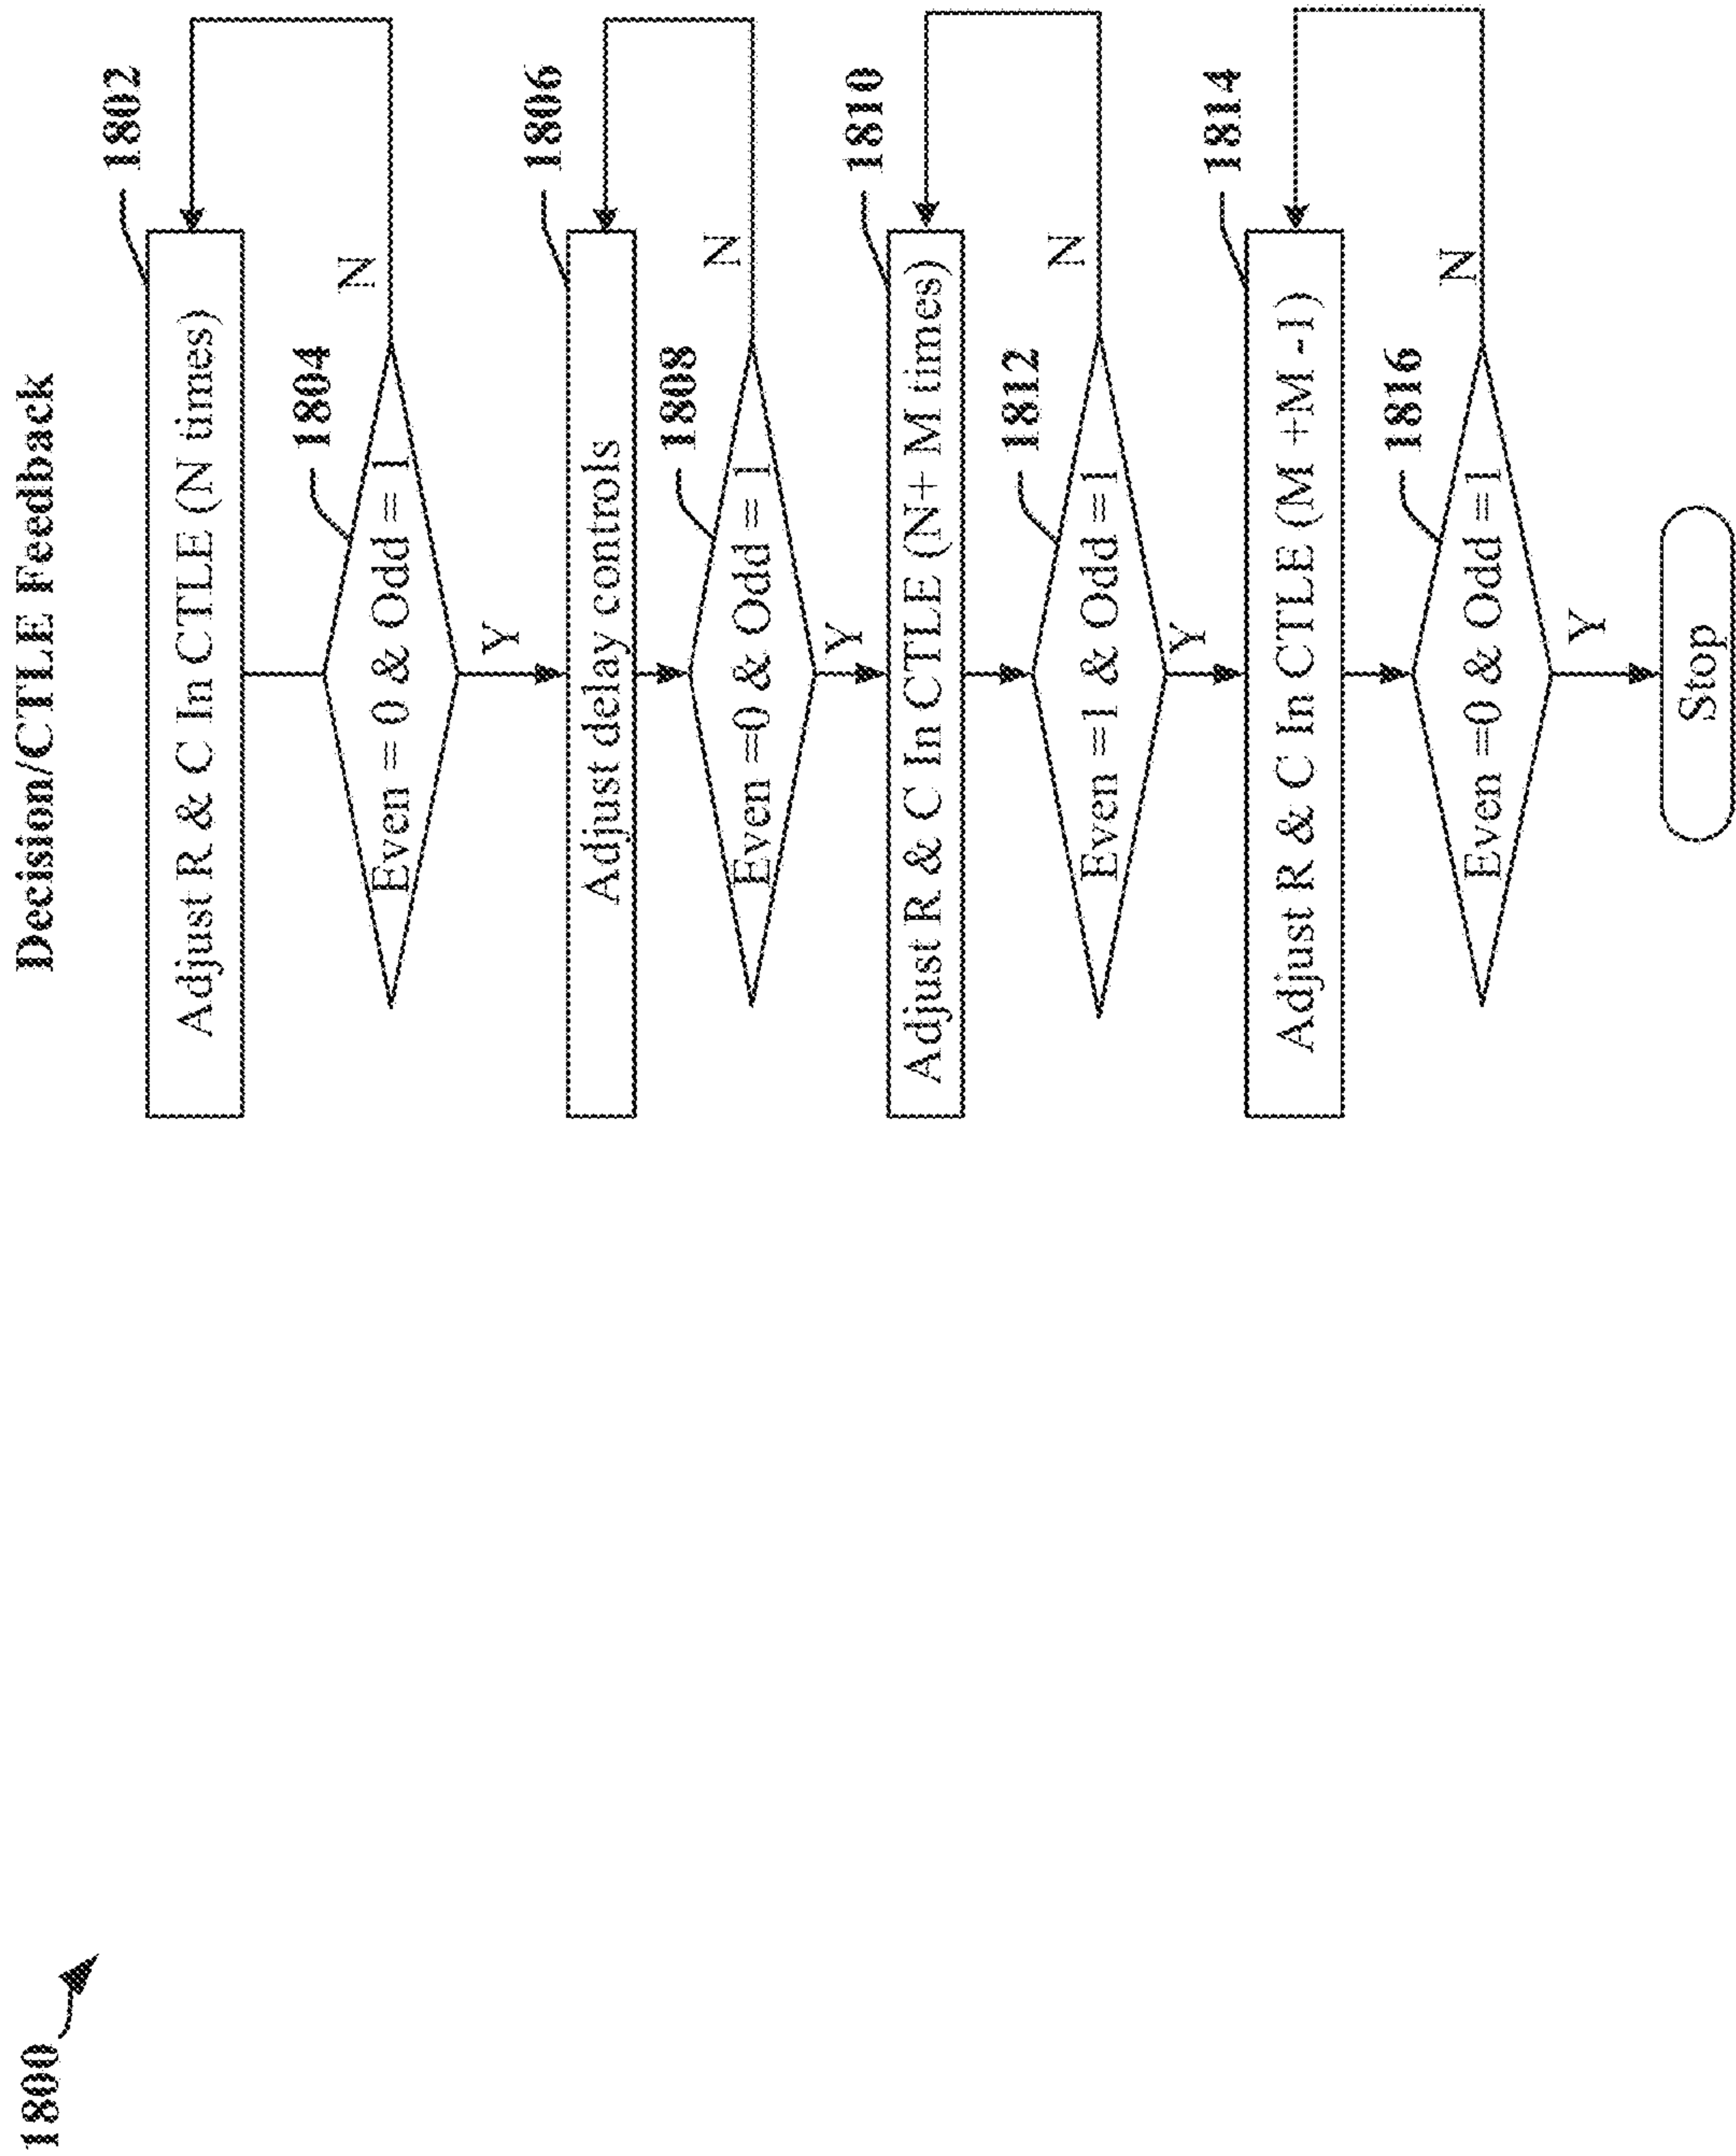 1800
Decision/CTLE Feedback
1802
Adjust R & C In CTLE (N times)
1804
Even = 0 & Odd = 1
N
Y
1806
Adjust delay controls
1808
Even =0 & Odd = 1
N
Y
1810
Adjust R & C In CTLE (N+ M times)
1812
Even = 1 & Odd =1
N
Y
1814
Adjust R & C In CTLE (M +M -1)
1816
Even =0 & Odd =1
N
Y
Stop